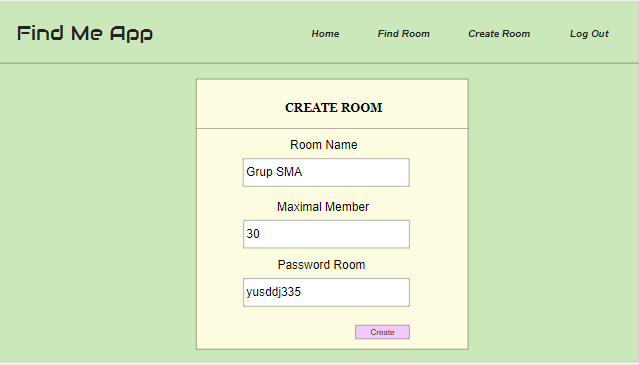 Find Me App
Home Find Room Create Room Log Out
CREATE ROOM
Room Name
Grup SMA
Maximal Member
30
Password Room
yusddj335
Create